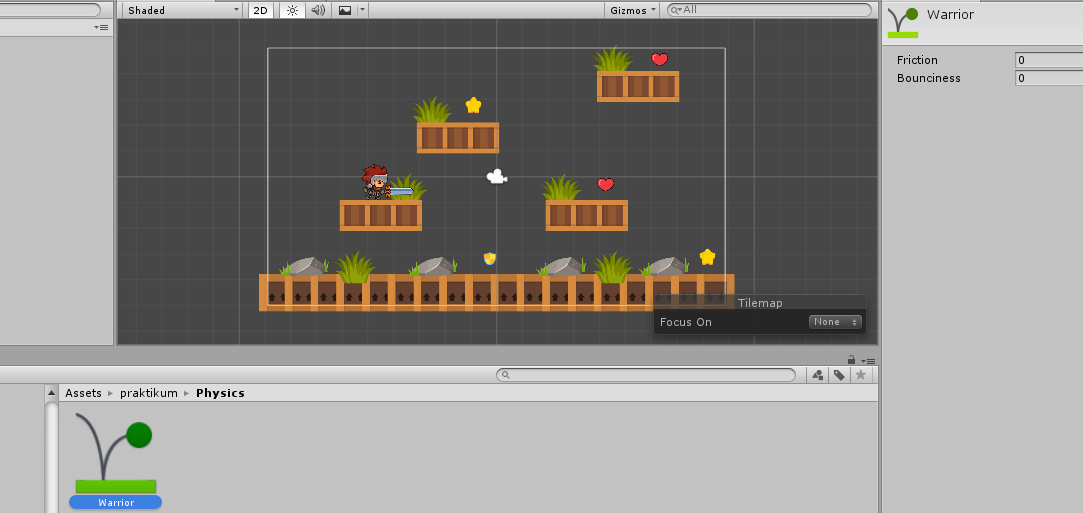 Shaded 2D Gizmos All
Warrior
Friction 0
Bounciness 0
Tilemap
Focus On None
Assets praktikum Physics
Warrior